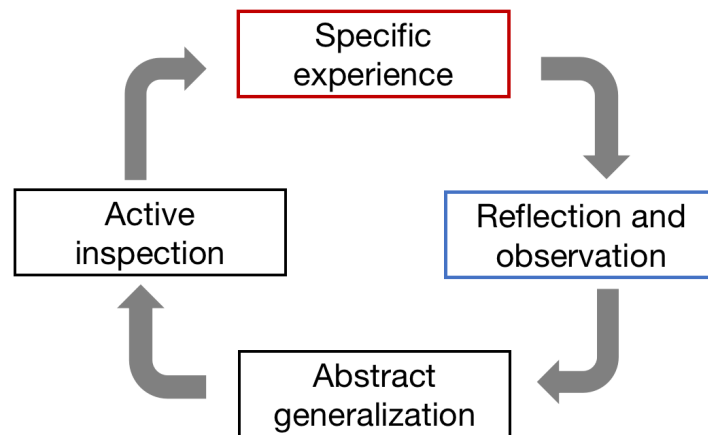 Specific
experience
Active
inspection
Reflection and
observation
Abstract
generalization